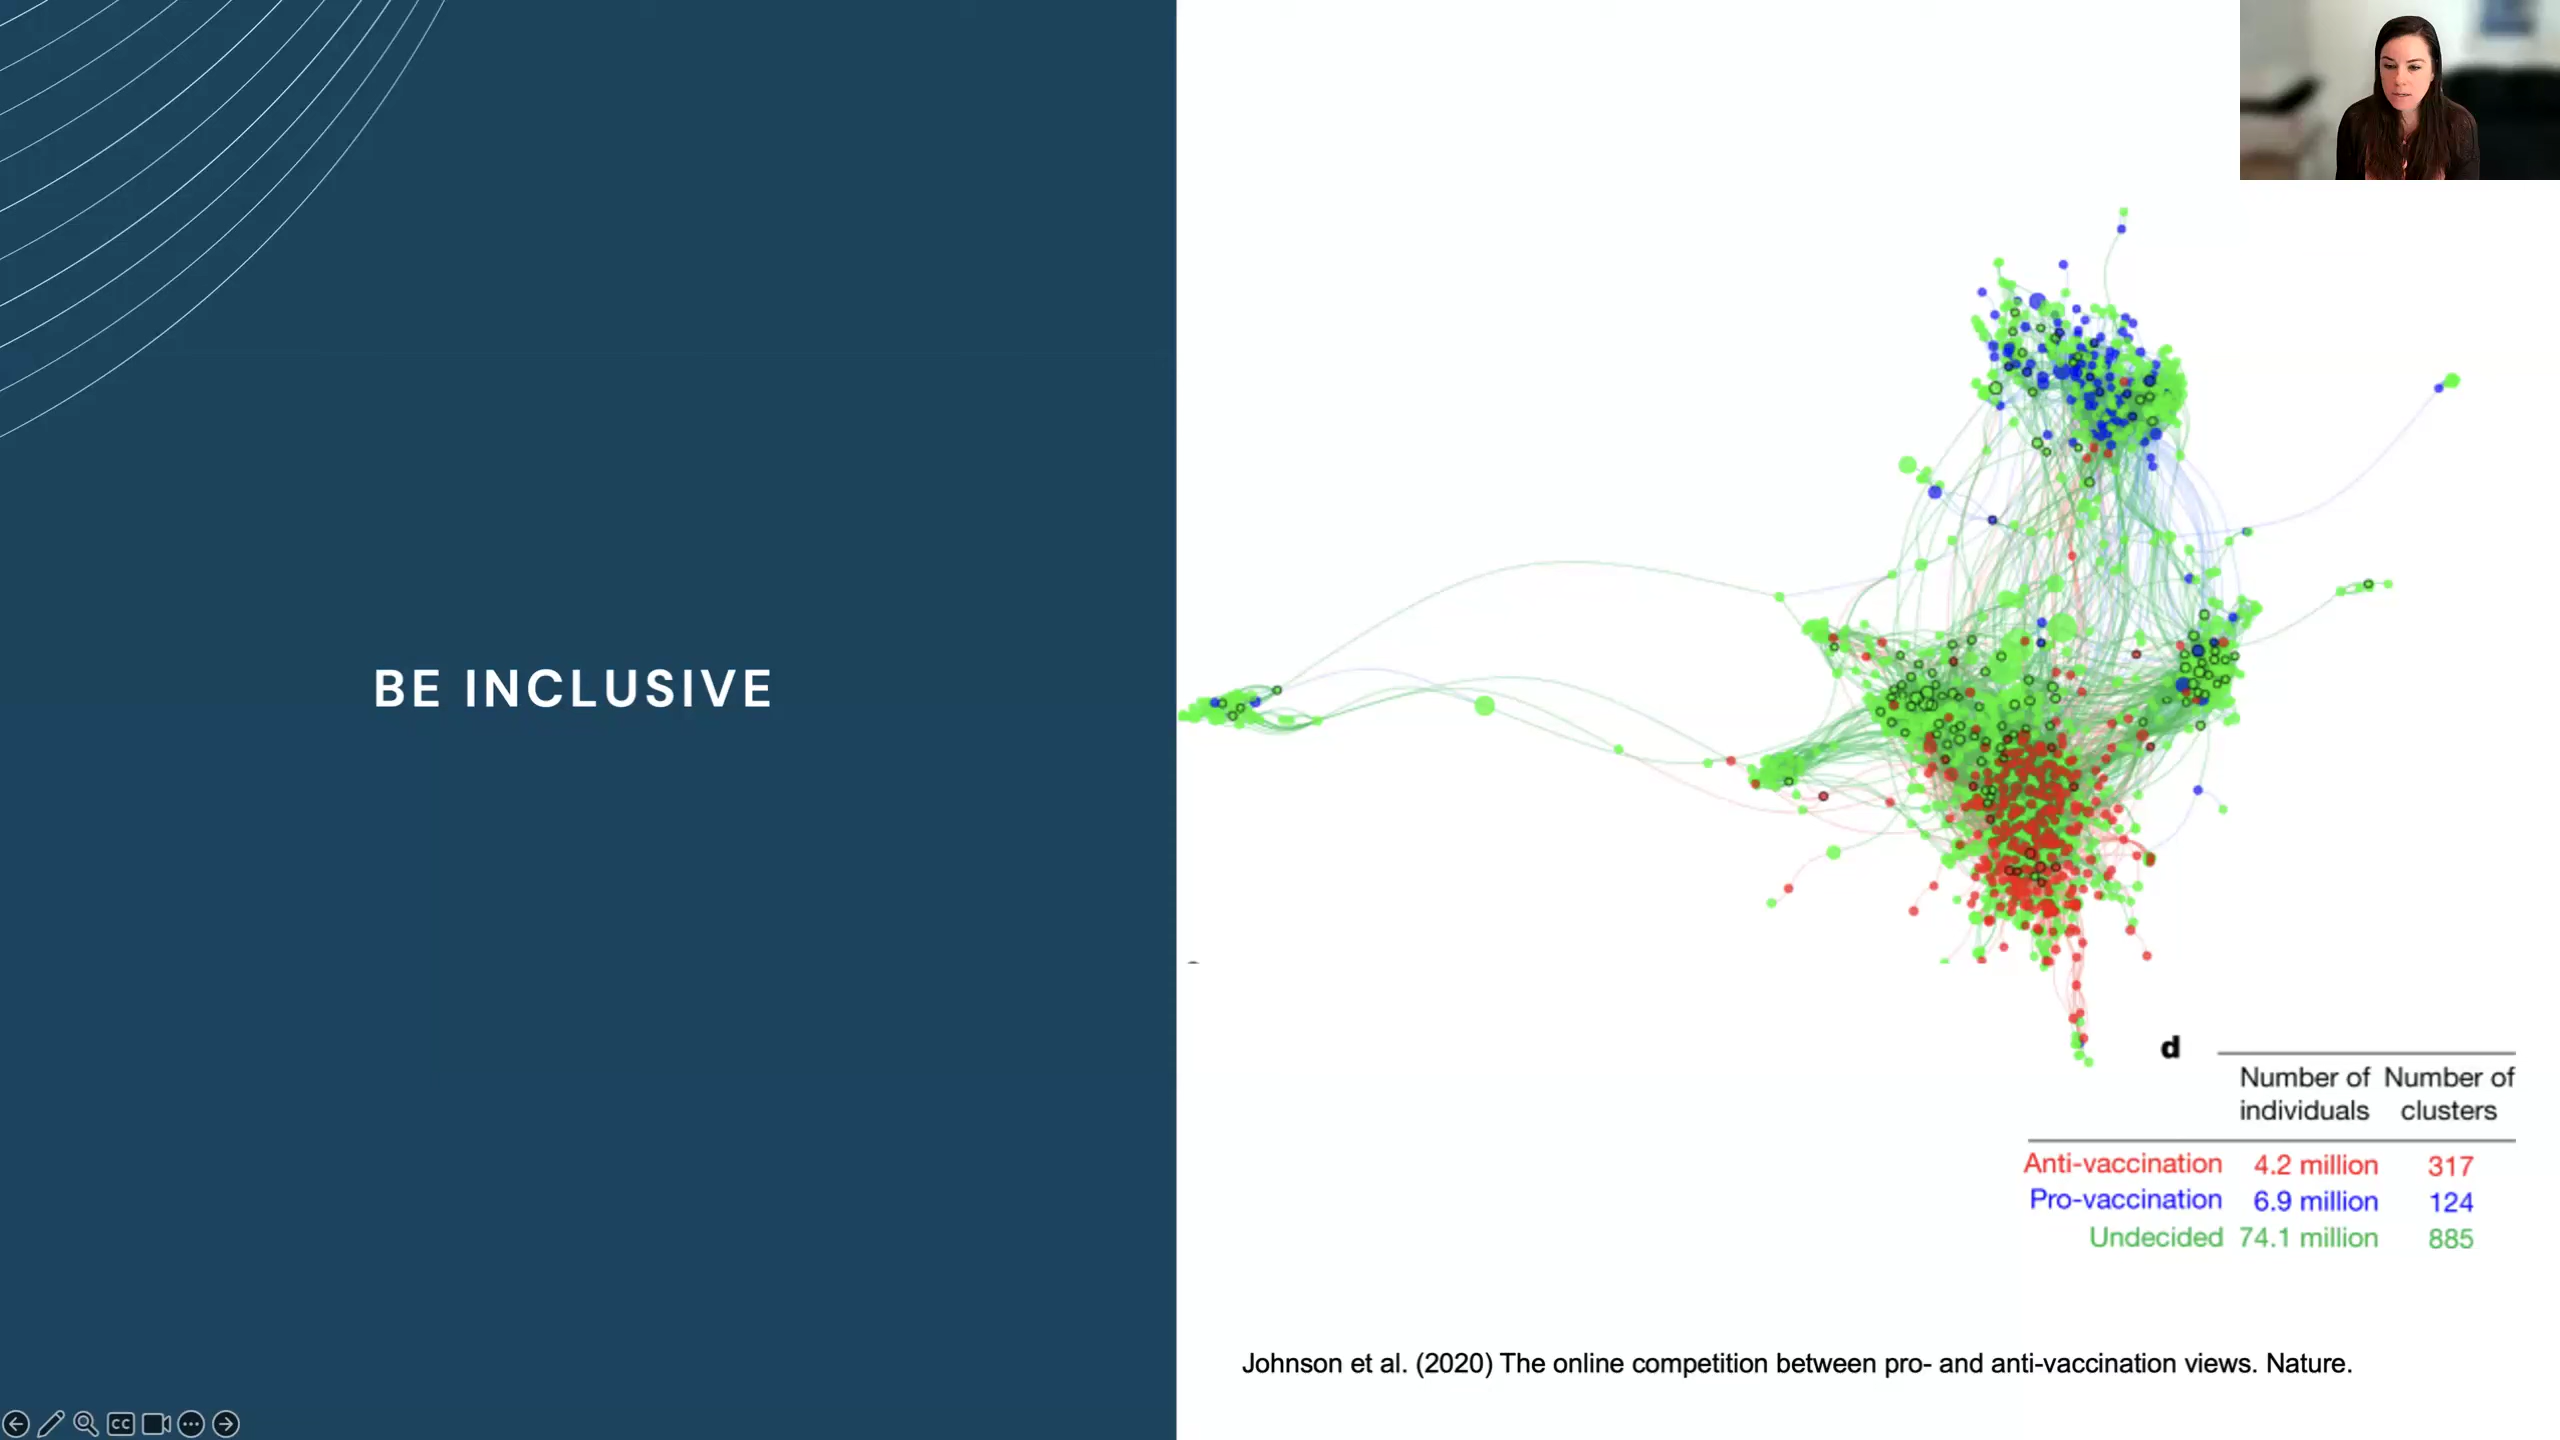 BE INCLUSIVE
d
Number of individuals Number of clusters
Anti-vaccination 4.2 million 317
Pro-vaccination 6.9 million 124
Undecided 74.1 million 885
Johnson et al. (2020) The online competition between pro- and anti-vaccination views. Nature.
CC